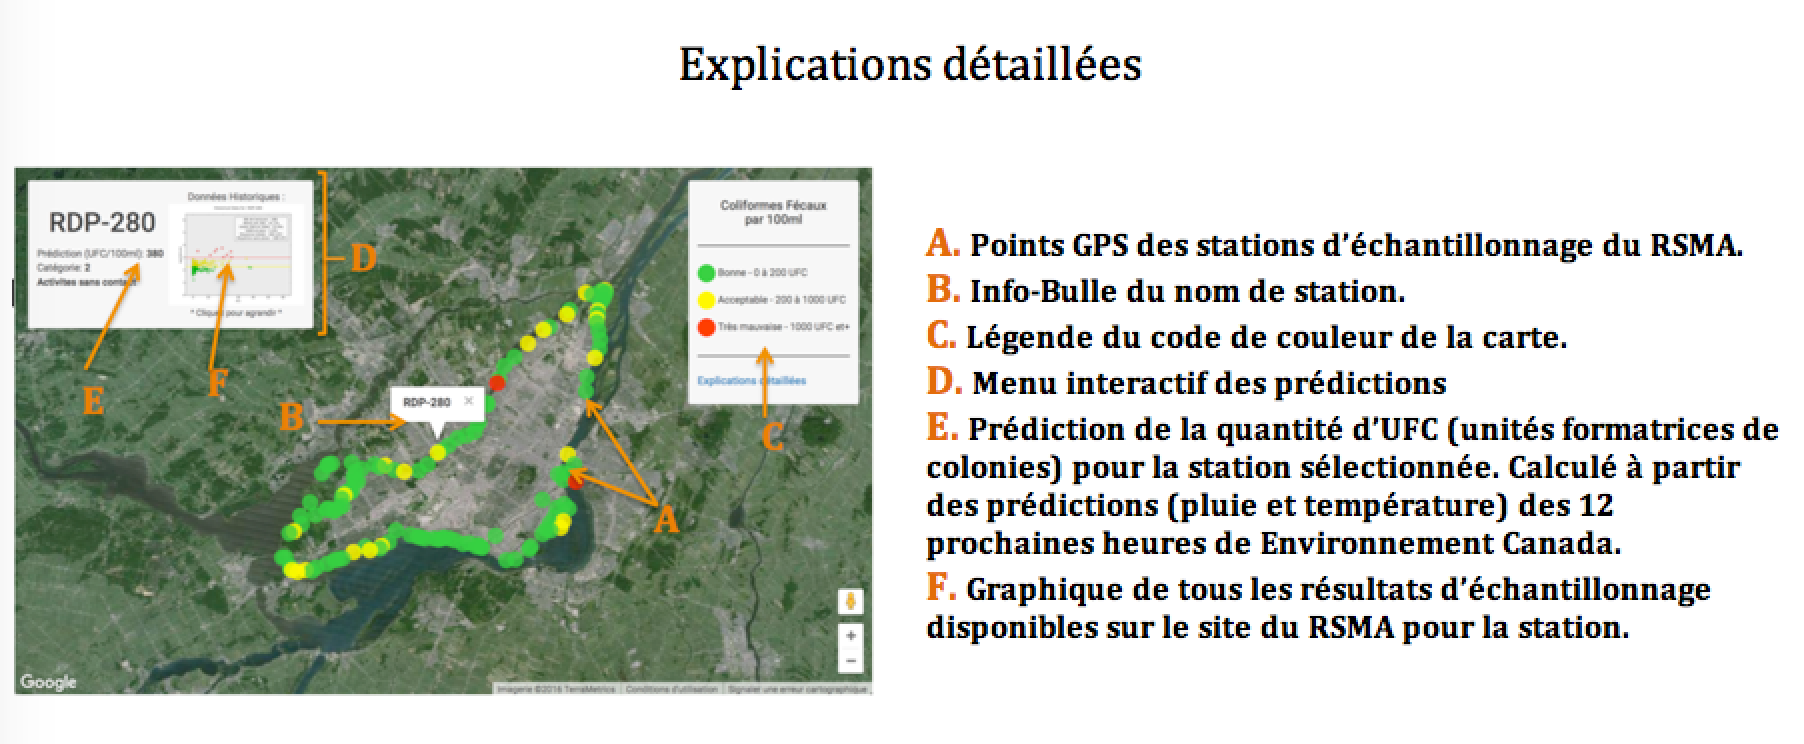 Explications détaillées
RDP-280
Prédiction (UFC/100ml): 380
Catégorie: 2
Activites sans contact
Données Historiques :
* Cliquez pour agrandir *
D
E
F
B
RDP-280 ×
Coliformes Fécaux
par 100ml
Bonne - 0 à 200 UFC
Acceptable - 200 à 1000 UFC
Très mauvaise - 1000 UFC et+
Explications détaillées
C
A
+
−
Google
Imagerie ©2016 TerraMetrics | Conditions d'utilisation | Signaler une erreur cartographique
A. Points GPS des stations d'échantillonnage du RSMA.
B. Info-Bulle du nom de station.
C. Légende du code de couleur de la carte.
D. Menu interactif des prédictions
E. Prédiction de la quantité d'UFC (unités formatrices de
colonies) pour la station sélectionnée. Calculé à partir
des prédictions (pluie et température) des 12
prochaines heures de Environnement Canada.
F. Graphique de tous les résultats d'échantillonnage
disponibles sur le site du RSMA pour la station.